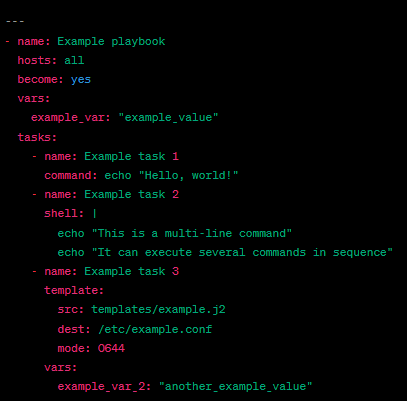 ---
- name: Example playbook
  hosts: all
  become: yes
  vars:
    example_var: "example_value"
  tasks:
    - name: Example task 1
      command: echo "Hello, world!"
    - name: Example task 2
      shell: |
        echo "This is a multi-line command"
        echo "It can execute several commands in sequence"
    - name: Example task 3
      template:
        src: templates/example.j2
        dest: /etc/example.conf
        mode: 0644
      vars:
        example_var_2: "another_example_value"